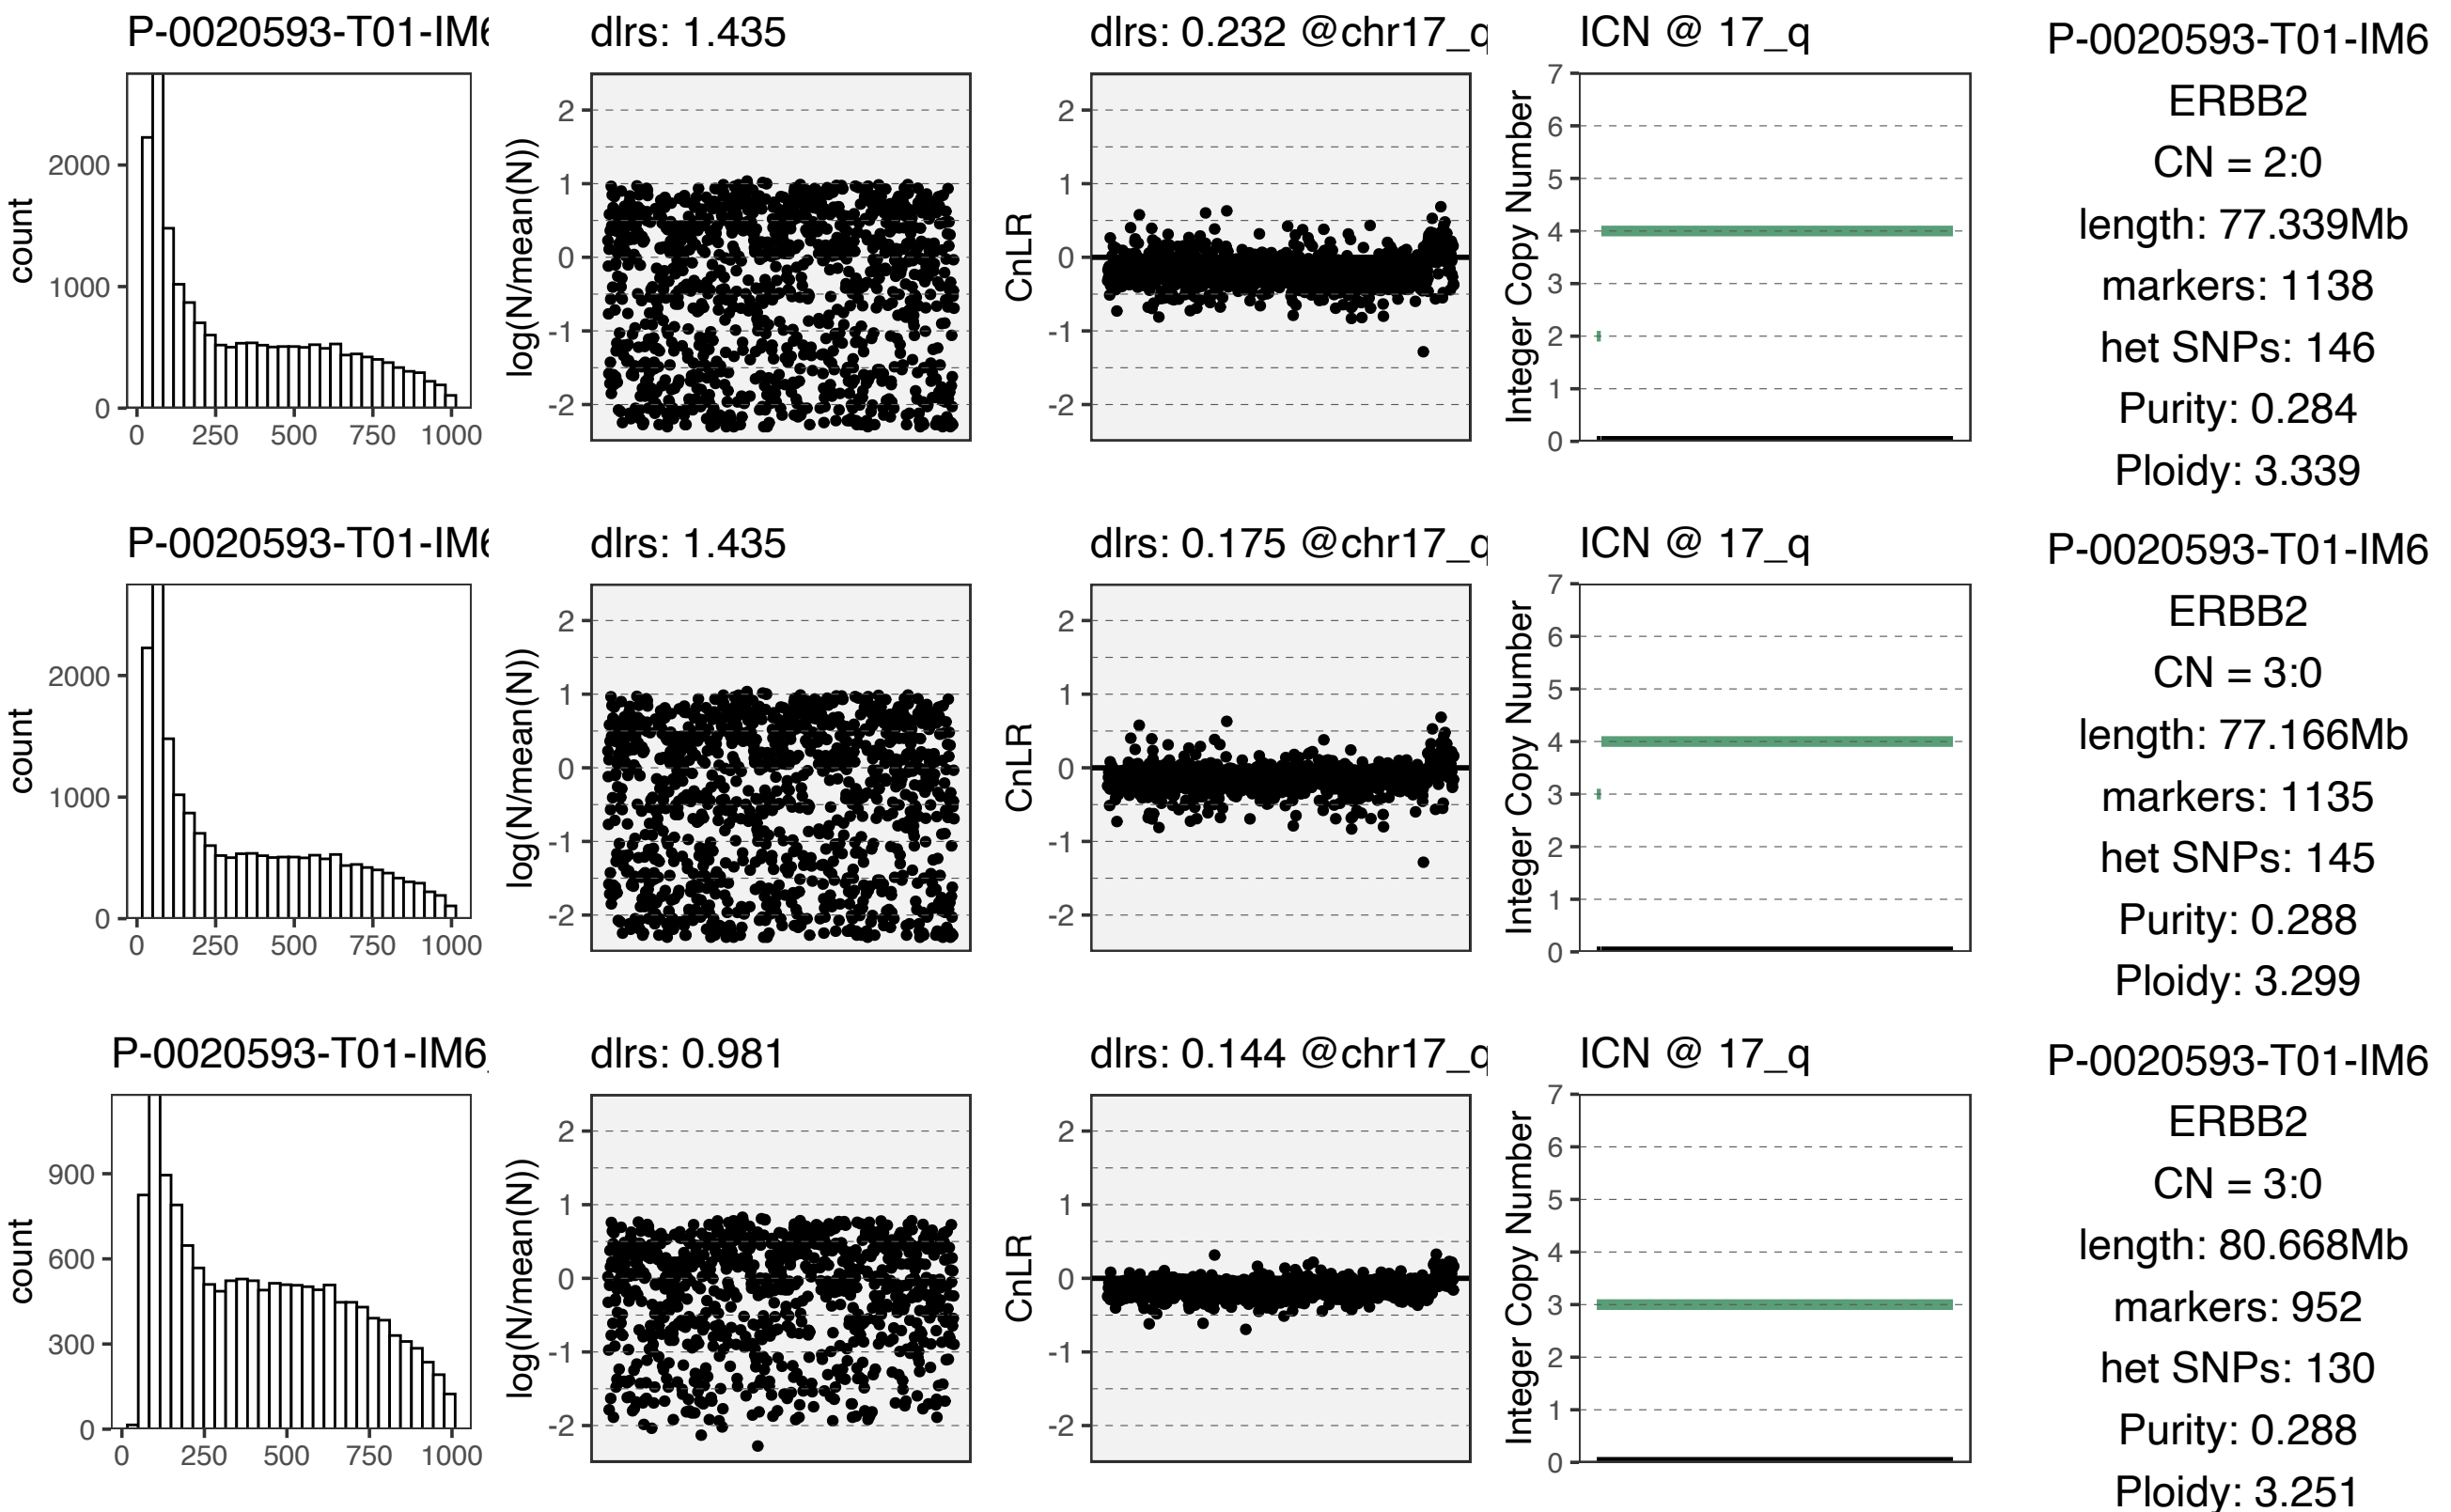 P-0020593-T01-IM6
dlrs: 1.435
dlrs: 0.232 @chr17_q
ICN @ 17_q
count
2000
1000
0
0 250 500 750 1000
log(N/mean(N))
2
1
0
-1
-2
CnLR
2
1
0
-1
-2
Integer Copy Number
7
6
5
4
3
2
1
0
P-0020593-T01-IM6
ERBB2
CN = 2:0
length: 77.339Mb
markers: 1138
het SNPs: 146
Purity: 0.284
Ploidy: 3.339
P-0020593-T01-IM6
dlrs: 1.435
dlrs: 0.175 @chr17_q
ICN @ 17_q
count
2000
1000
0
0 250 500 750 1000
log(N/mean(N))
2
1
0
-1
-2
CnLR
2
1
0
-1
-2
Integer Copy Number
7
6
5
4
3
2
1
0
P-0020593-T01-IM6
ERBB2
CN = 3:0
length: 77.166Mb
markers: 1135
het SNPs: 145
Purity: 0.288
Ploidy: 3.299
P-0020593-T01-IM6_
dlrs: 0.981
dlrs: 0.144 @chr17_q
ICN @ 17_q
count
900
600
300
0
0 250 500 750 1000
log(N/mean(N))
2
1
0
-1
-2
CnLR
2
1
0
-1
-2
Integer Copy Number
7
6
5
4
3
2
1
0
P-0020593-T01-IM6
ERBB2
CN = 3:0
length: 80.668Mb
markers: 952
het SNPs: 130
Purity: 0.288
Ploidy: 3.251